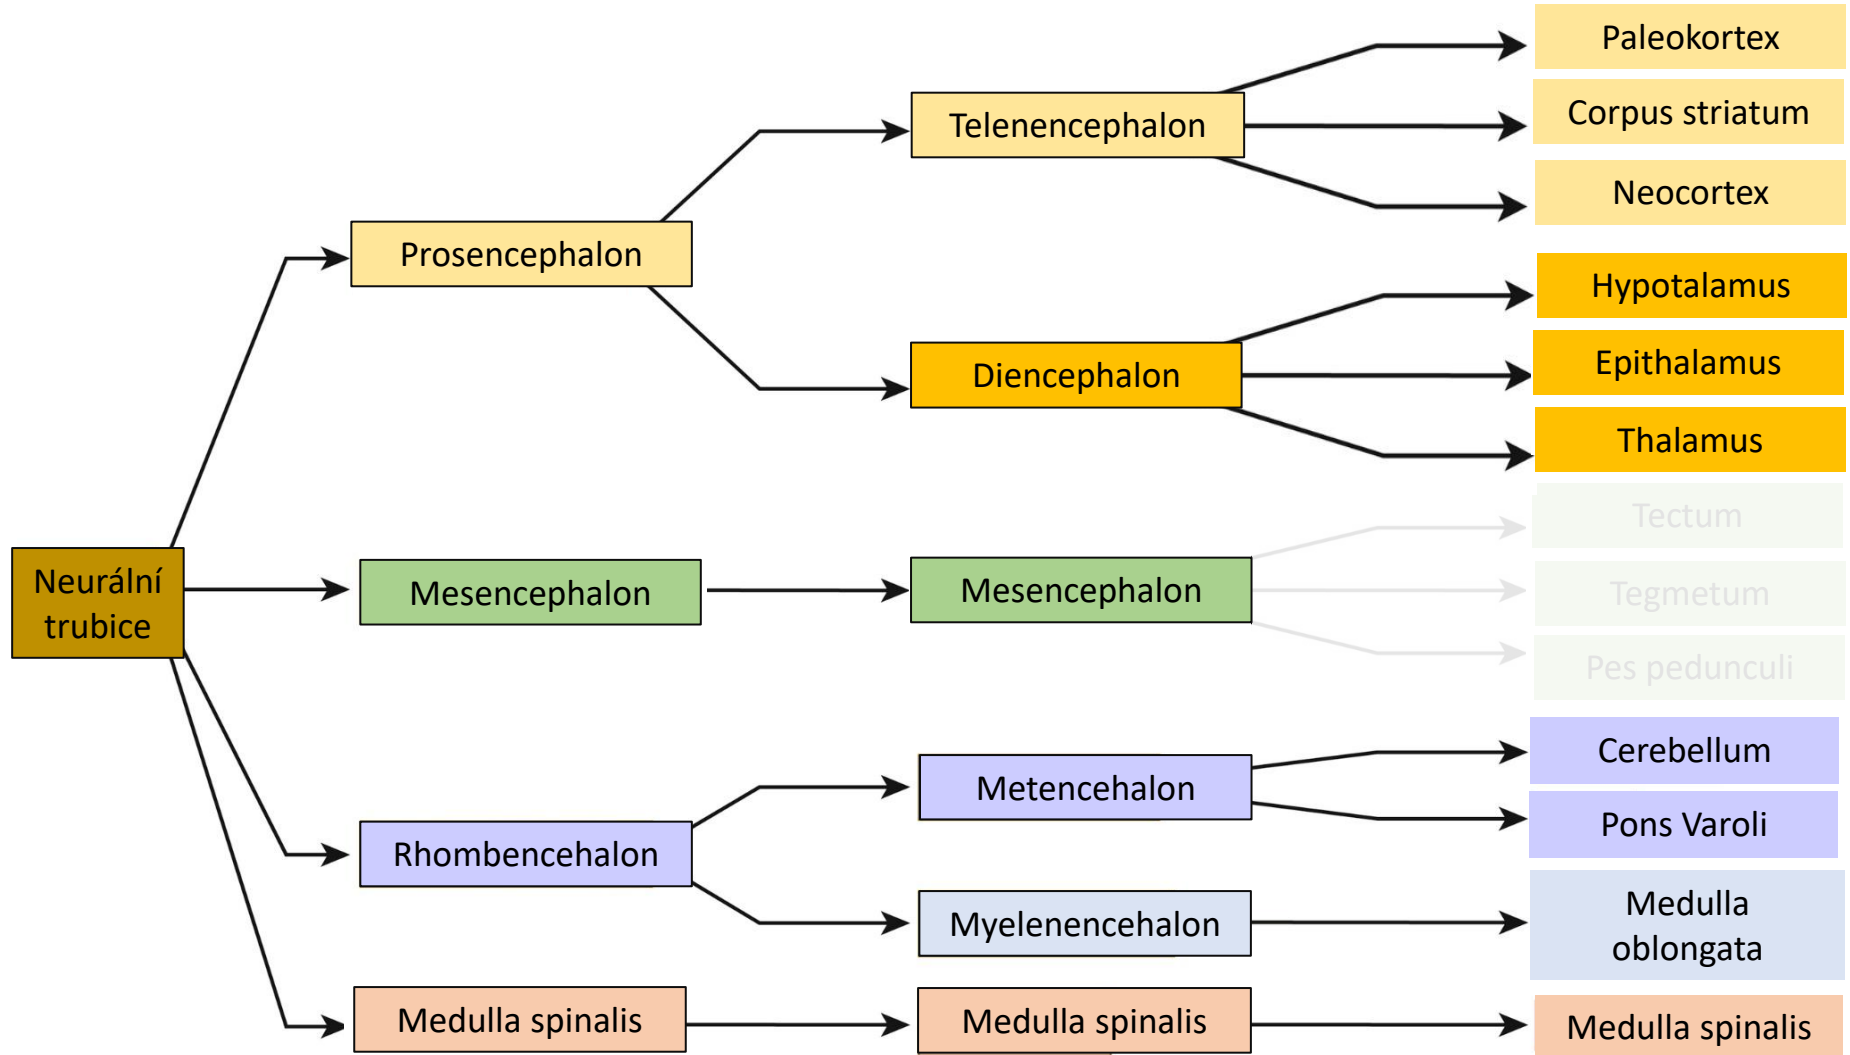 Paleokortex
Telenencephalon
Corpus striatum
Neocortex
Prosencephalon
Hypotalamus
Diencephalon
Epithalamus
Thalamus
Tectum
Neurální
trubice
Mesencephalon
Mesencephalon
Tegmetum
Pes pedunculi
Cerebellum
Metencehalon
Pons Varoli
Rhombencehalon
Myelenencehalon
Medulla
oblongata
Medulla spinalis
Medulla spinalis
Medulla spinalis